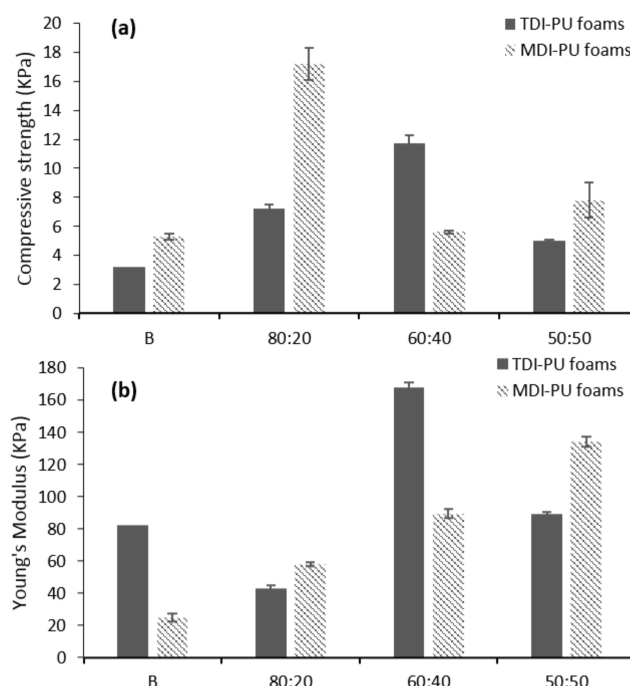 (a)
TDI-PU foams
MDI-PU foams
Compressive strength (KPa)
20
18
16
14
12
10
8
6
4
2
0
B 80:20 60:40 50:50
(b)
TDI-PU foams
MDI-PU foams
Young's Modulus (KPa)
180
160
140
120
100
80
60
40
20
0
B 80:20 60:40 50:50